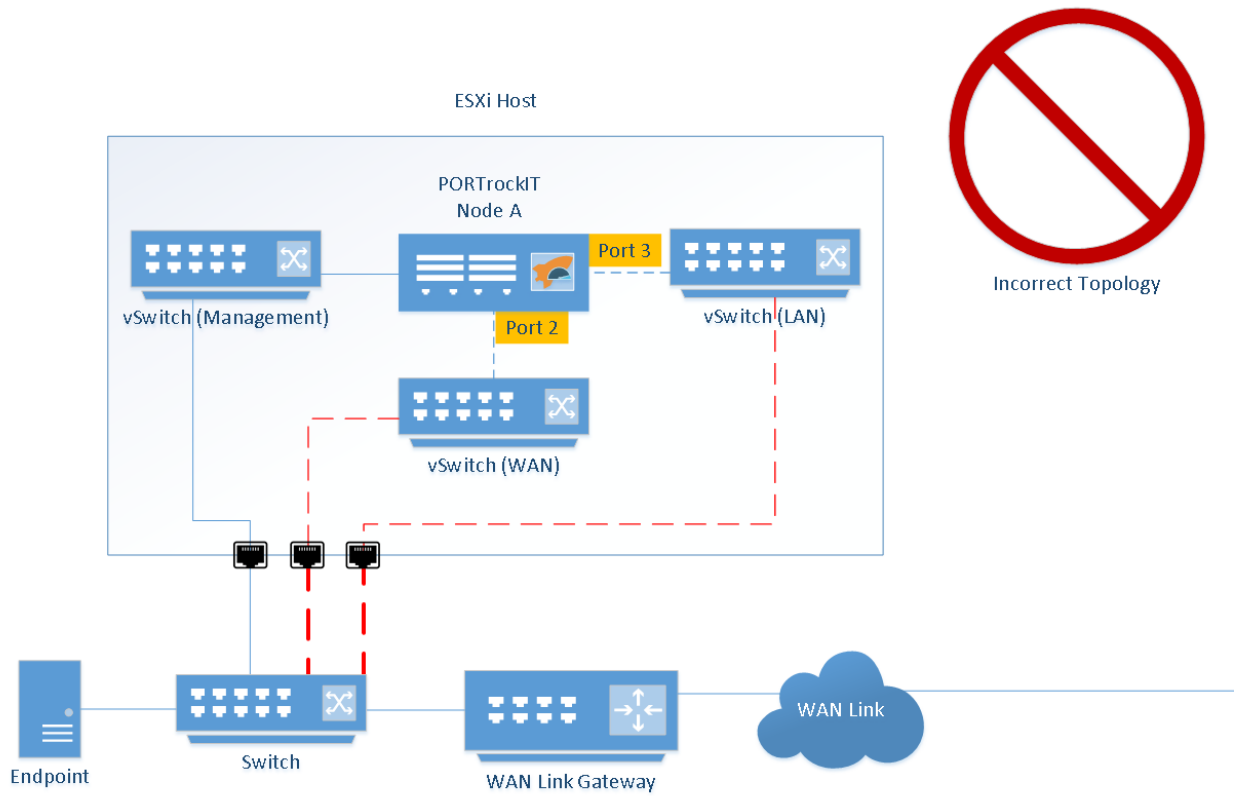 ESXi Host
Incorrect Topology
PORTrockIT
Node A
Port 3
vSwitch (Management)
Port 2
vSwitch (LAN)
vSwitch (WAN)
WAN Link
Endpoint
Switch
WAN Link Gateway